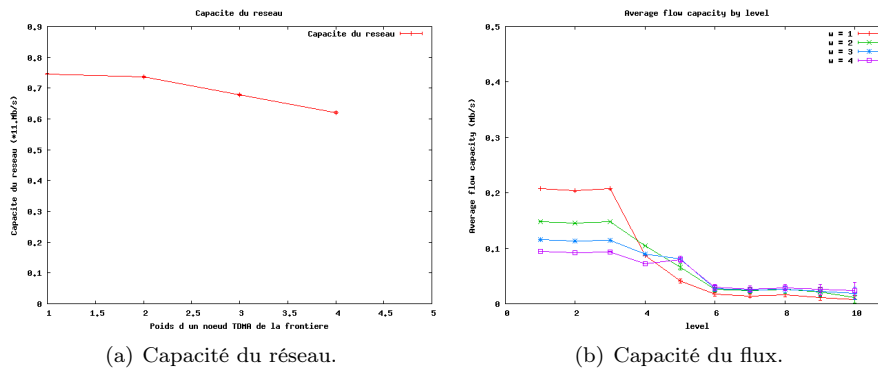 Capacite du reseau
Capacite du reseau
Capacite du reseau (*11.Mb/s)
0.9
0.8
0.7
0.6
0.5
0.4
0.3
0.2
0.1
0
1 1.5 2 2.5 3 3.5 4 4.5 5
Poids d un noeud TDMA de la frontiere
(a) Capacité du réseau.
Average flow capacity by level
w = 1
w = 2
w = 3
w = 4
Average flow capacity (Mb/s)
0.5
0.4
0.3
0.2
0.1
0
0 2 4 6 8 10
level
(b) Capacité du flux.